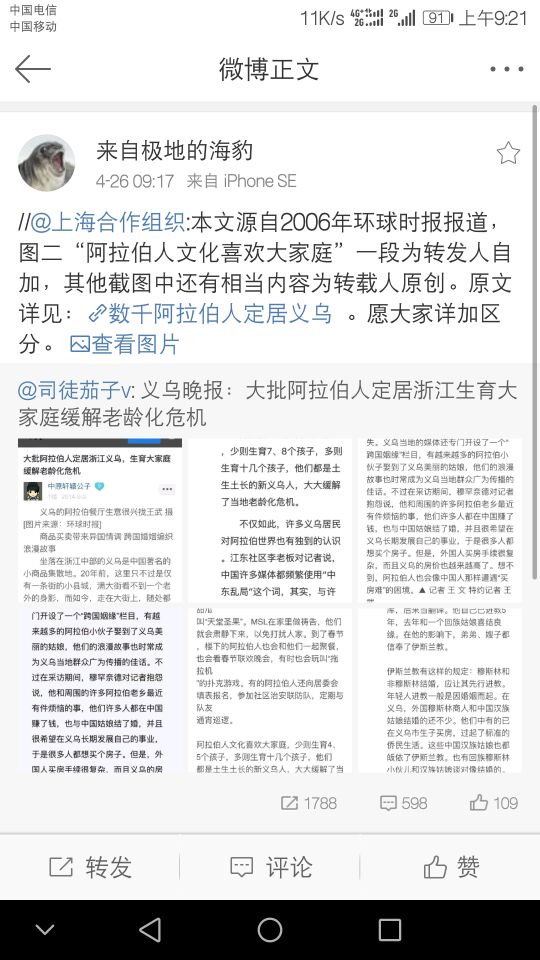 中国电信
中国移动
11K/s 4G+ 2G 2G 91 上午9:21
微博正文
来自极地的海豹
4-26 09:17 来自 iPhone SE
//@上海合作组织:本文源自2006年环球时报报道，
图二“阿拉伯人文化喜欢大家庭”一段为转发人自
加，其他截图中还有相当内容为转载人原创。原文
详见：数千阿拉伯人定居义乌 。愿大家详加区
分。查看图片
@司徒茄子v: 义乌晚报：大批阿拉伯人定居浙江生育大
家庭缓解老龄化危机
大批阿拉伯人定居浙江义乌，生育大家庭
缓解老龄化危机
中原轩辕公子
义乌的阿拉伯餐厅生意很兴拢王武 摄
[图片来源：环球时报]
商品买卖带来异国情调 跨国婚姻编织
浪漫故事
坐落在浙江中部的义乌是中国著名的
小商品集散地。20年前，这里只不过是仅
有一条街的小县城，满大街看不到一个老
外的身影，而如今，走在大街上，随处都
，少则生育7、8个孩子，多则
生育十几个孩子，他们都是土
生土长的新义乌人，大大缓解
了当地老龄化危机。
不仅如此，许多义乌居民
对阿拉伯也有独到的认识
。江东社区李老板对记者说，
中国许多媒体都频繁使用“中
东乱局”这个词，其实，与许
失。义乌当地的媒体还专门开设了一个“
跨国姻缘”栏目，有越来越多的阿拉伯小
伙子娶到了义乌美丽的姑娘，他们的浪漫
故事也时常成为义乌当地群众广为传播的
佳话。不过在采访期间，穆罕奈德对记者
抱怨说，他和周围的许多阿拉伯老乡最近
有件烦恼的事，他们许多人都在中国赚了
钱，也与中国姑娘结了婚，并且很希望在
义乌长期发展自己的事业，于是很多人都
想买个房子。但是，外国人买房手续很复
杂，而且义乌的房价也越来越高了。想不
到，阿拉伯人也会像中国人那样遭遇“买
房难”的困境。▲记者 王 文 特约记者 王
门开设了一个“跨国姻缘”栏目，有越
来越多的阿拉伯小伙子娶到了义乌美
丽的姑娘，他们的浪漫故事也时常成
为义乌当地群众广为传播的佳话。不
过在采访期间，穆罕奈德对记者抱怨
说，他和周围的许多阿拉伯老乡最近
有件烦恼的事，他们许多人都在中国
赚了钱，也与中国姑娘结了婚，并且
很希望在义乌长期发展自己的事业，
于是很多人都想买个房子。但是，外
国人买房手续很复杂，而且义乌的房
叫“天堂圣果”，MSL在家里做祷告，他们
就会肃静下来，以免打扰人家。到了春节
，楼下的阿拉伯人也会和他们一起聚餐，
也会看春节联欢晚会，有时也会玩叫“拖
拉机
”的扑克游戏。有的阿拉伯人还向居委会
填表报名，参加社区治安联防队，定期与
队友
通宵巡逻。
阿拉伯人文化喜欢大家庭，少则生育4、
5个孩子，多则生育十几个孩子，他们
都是土生土长的新义乌人，大大缓解了当
库，后来当翻译。他自己已进教5
年，去年和一个回族姑娘喜结良
缘，在他的影响下，弟弟、嫂子都
信奉了伊斯兰教。
伊斯兰教有这样的规定：穆斯林和
非穆斯林结婚，应让其先行进教。
年轻人进教一般是因婚姻而起。在
义乌，外国穆斯林商人和中国汉族
姑娘结婚的还不少。他们中有的已
在义乌市生子买房，过起了标准的
侨民生活。这些中国汉族姑娘也都
皈依了伊斯兰教。也有回族穆斯林
小伙儿和汉族姑娘谈对像结婚的。
1788
598
109
转发
评论
赞